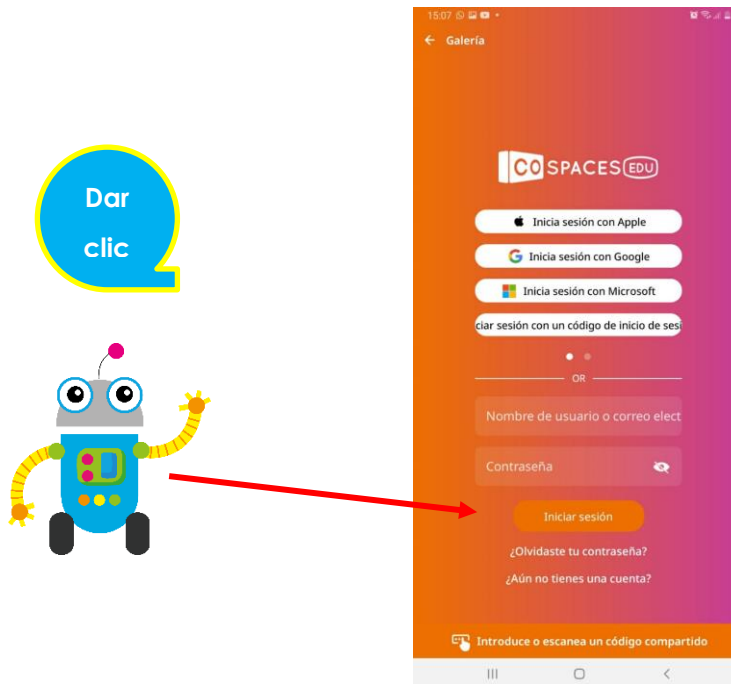 15:07
Galería
Dar
clic
CO SPACES EDU
Inicia sesión con Apple
Inicia sesión con Google
Inicia sesión con Microsoft
ciar sesión con un código de inicio de sesi
OR
Nombre de usuario o correo elect
Contraseña
Iniciar sesión
¿Olvidaste tu contraseña?
¿Aún no tienes una cuenta?
Introduce o escanea un código compartido